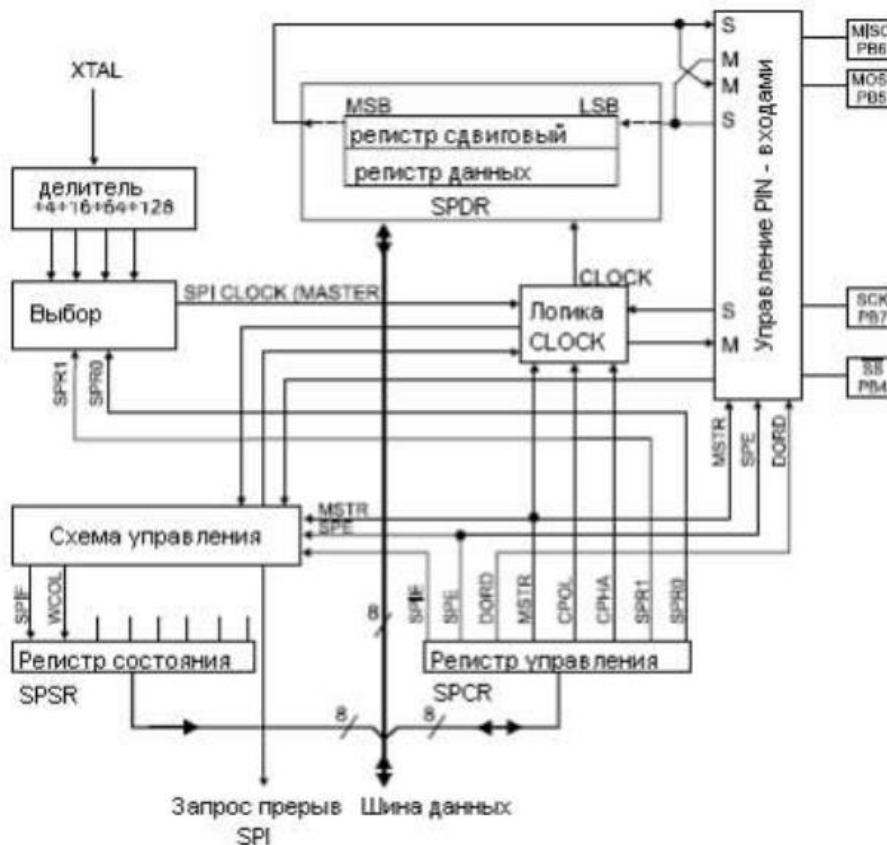 XTAL
делитель
÷4÷16÷64÷128
Выбор
SPR1
SPR0
SPI CLOCK (MASTER
MSB
LSB
регистр сдвиговый
регистр данных
SPDR
CLOCK
Логика
CLOCK
S
M
M
S
S
M
Управление PIN - входами
MISO
PB6
MOS
PB5
SCK
PB7
SS
PB4
MSTR
SPE
DORD
Схема управления
MSTR
SPE
SPIF
WCOL
Регистр состояния
SPSR
SPE
DORD
MSTR
CPOL
CPHA
SPR1
SPR0
Регистр управления
SPCR
8
8
8
Запрос прерыв
SPI
Шина данных